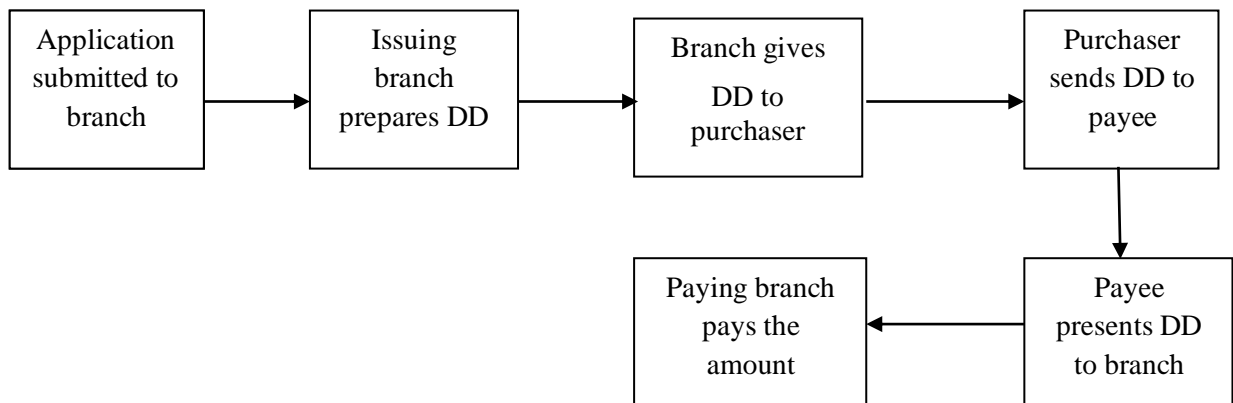 Application
submitted to
branch
Issuing
branch
prepares DD
Branch gives
DD to
purchaser
Purchaser
sends DD to
payee
Payee
presents DD
to branch
Paying branch
pays the
amount